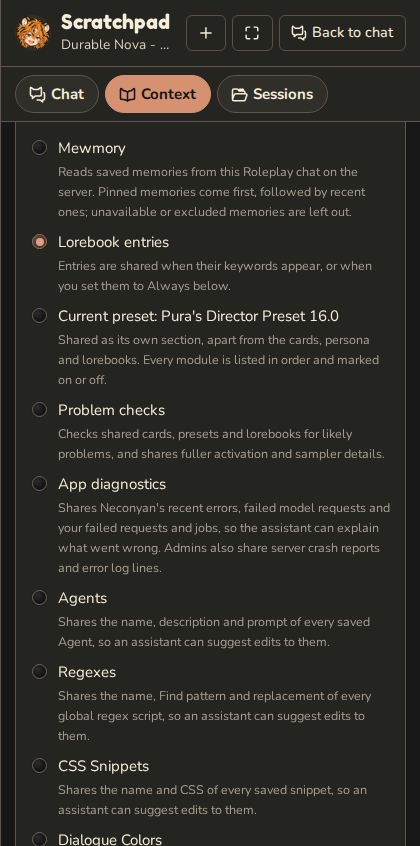 Scratchpad
Durable Nova - ...
Back to chat
Chat
Context
Sessions
Mewmory
Reads saved memories from this Roleplay chat on the
server. Pinned memories come first, followed by recent
ones; unavailable or excluded memories are left out.
Lorebook entries
Entries are shared when their keywords appear, or when
you set them to Always below.
Current preset: Pura's Director Preset 16.0
Shared as its own section, apart from the cards, persona
and lorebooks. Every module is listed in order and marked
on or off.
Problem checks
Checks shared cards, presets and lorebooks for likely
problems, and shares fuller activation and sampler details.
App diagnostics
Shares Neconyan's recent errors, failed model requests and
your failed requests and jobs, so the assistant can explain
what went wrong. Admins also share server crash reports
and error log lines.
Agents
Shares the name, description and prompt of every saved
Agent, so an assistant can suggest edits to them.
Regexes
Shares the name, Find pattern and replacement of every
global regex script, so an assistant can suggest edits to
them.
CSS Snippets
Shares the name and CSS of every saved snippet, so an
assistant can suggest edits to them.
Dialogue Colors